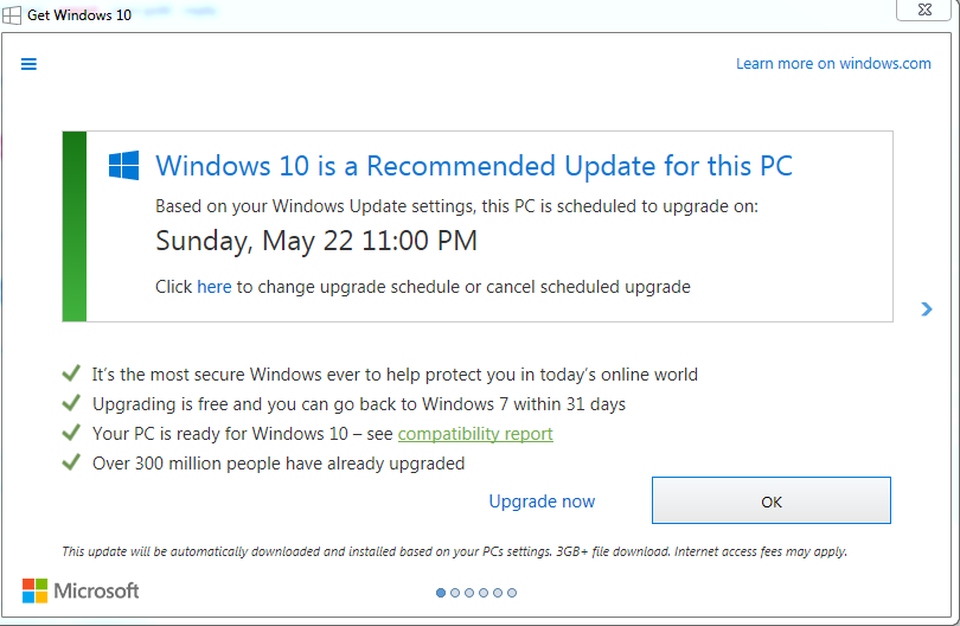 Get Windows 10
Learn more on windows.com
Windows 10 is a Recommended Update for this PC
Based on your Windows Update settings, this PC is scheduled to upgrade on:
Sunday, May 22 11:00 PM
Click here to change upgrade schedule or cancel scheduled upgrade
It's the most secure Windows ever to help protect you in today's online world
Upgrading is free and you can go back to Windows 7 within 31 days
Your PC is ready for Windows 10 – see compatibility report
Over 300 million people have already upgraded
Upgrade now
OK
This update will be automatically downloaded and installed based on your PCs settings. 3GB+ file download. Internet access fees may apply.
Microsoft